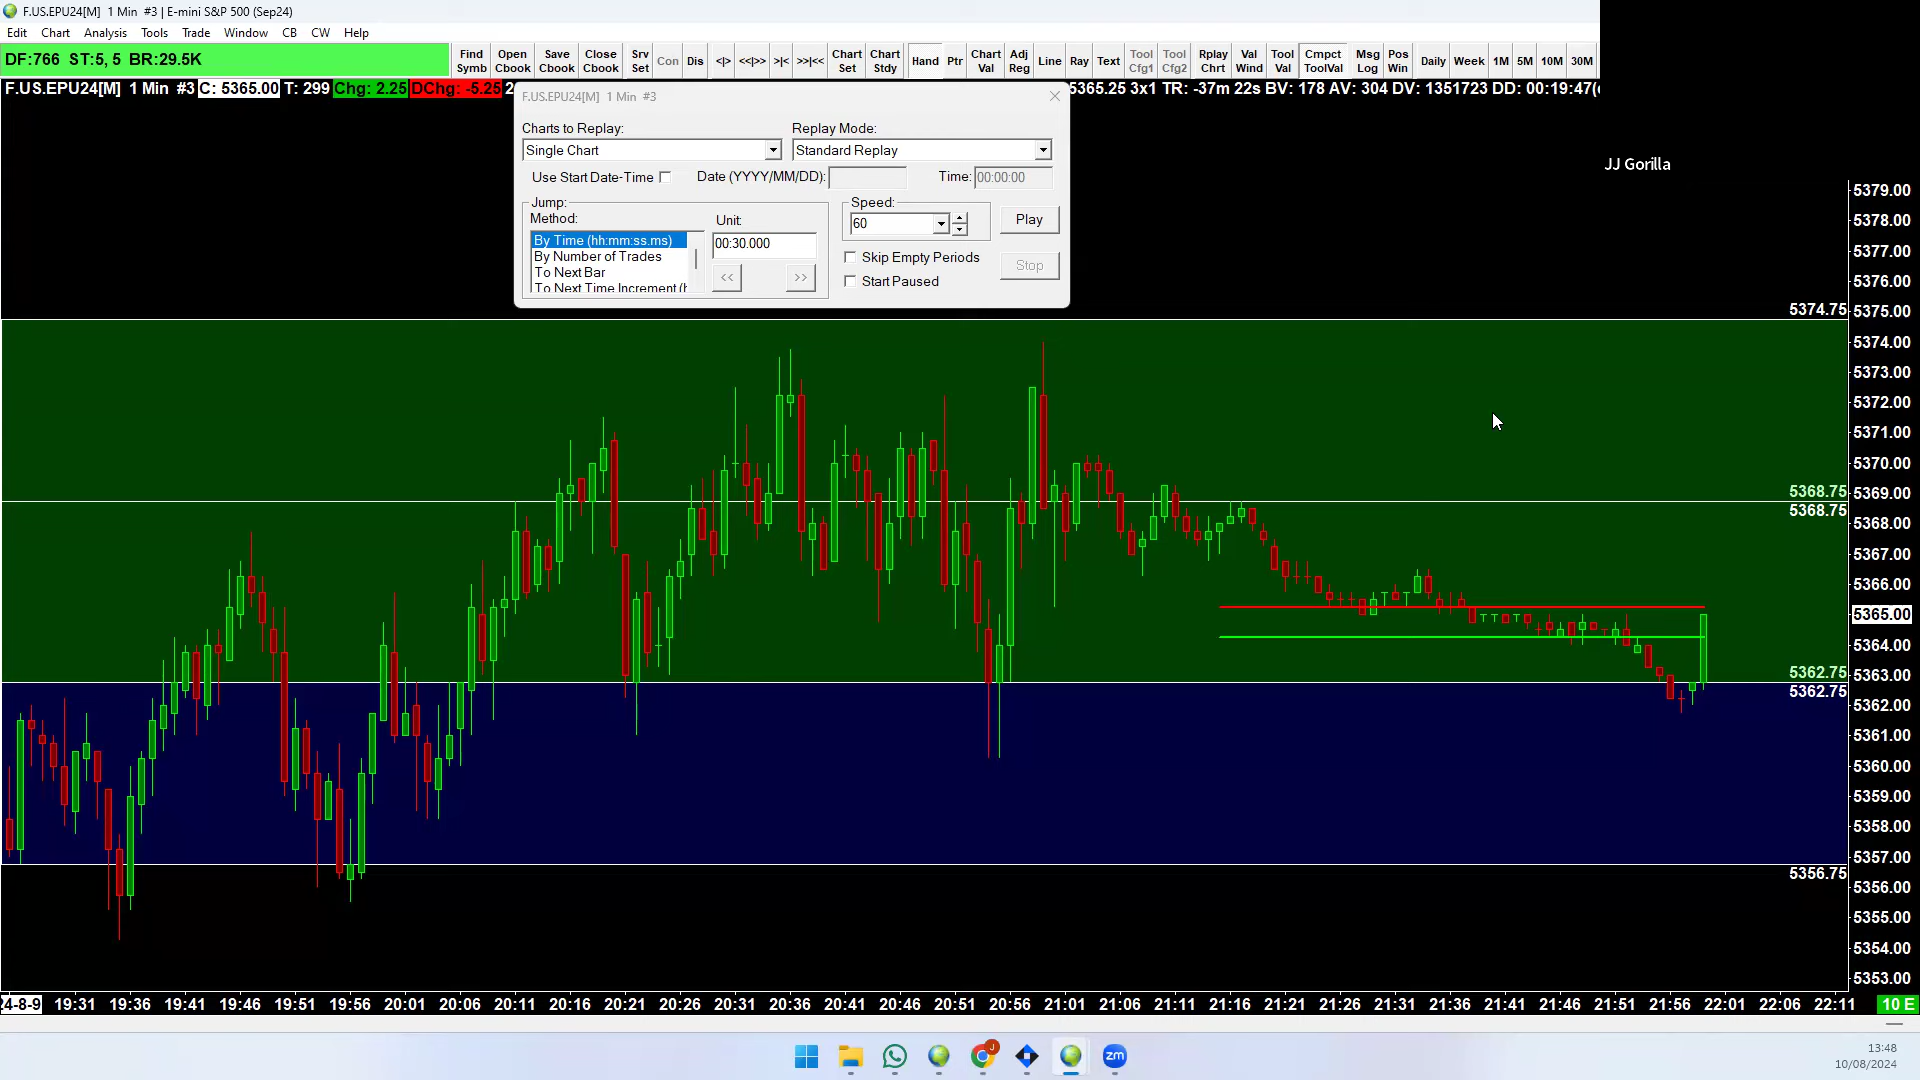 F.US.EPU24[M] 1 Min #3 | E-mini S&P 500 (Sep24)
Edit Chart Analysis Tools Trade Window CB CW Help
DF:766 ST:5, 5 BR:29.5K
Find Symb
Open Cbook
Save Cbook
Close Cbook
Srv Set
Con
Dis
<|>
<<|>>
>|<
>>|<<
Chart Set
Chart Stdy
Hand
Ptr
Chart Val
Adj Reg
Line
Ray
Text
Tool Cfg1
Tool Cfg2
Rplay Chrt
Val Wind
Tool Val
Cmpct ToolVal
Msg Log
Pos Win
Daily
Week
1M
5M
10M
30M
F.US.EPU24[M] 1 Min #3 C: 5365.00 T: 299 Chg: 2.25 DChg: -5.25 2
5365.25 3x1 TR: -37m 22s BV: 178 AV: 304 DV: 1351723 DD: 00:19:47(
F.US.EPU24[M] 1 Min #3
Charts to Replay:
Single Chart
Replay Mode:
Standard Replay
Use Start Date-Time
Date (YYYY/MM/DD):
Time: 00:00:00
Jump:
Method:
By Time (hh:mm:ss.ms)
By Number of Trades
To Next Bar
To Next Time Increment (h
Unit:
00:30.000
<<
>>
Speed:
60
Skip Empty Periods
Start Paused
Play
Stop
JJ Gorilla
5374.75
5368.75
5368.75
5362.75
5362.75
5356.75
5379.00
5378.00
5377.00
5376.00
5375.00
5374.00
5373.00
5372.00
5371.00
5370.00
5369.00
5368.00
5367.00
5366.00
5365.00
5364.00
5363.00
5362.00
5361.00
5360.00
5359.00
5358.00
5357.00
5356.00
5355.00
5354.00
5353.00
24-8-9 19:31 19:36 19:41 19:46 19:51 19:56 20:01 20:06 20:11 20:16 20:21 20:26 20:31 20:36 20:41 20:46 20:51 20:56 21:01 21:06 21:11 21:16 21:21 21:26 21:31 21:36 21:41 21:46 21:51 21:56 22:01 22:06 22:11 10 E
J
zm
13:48
10/08/2024